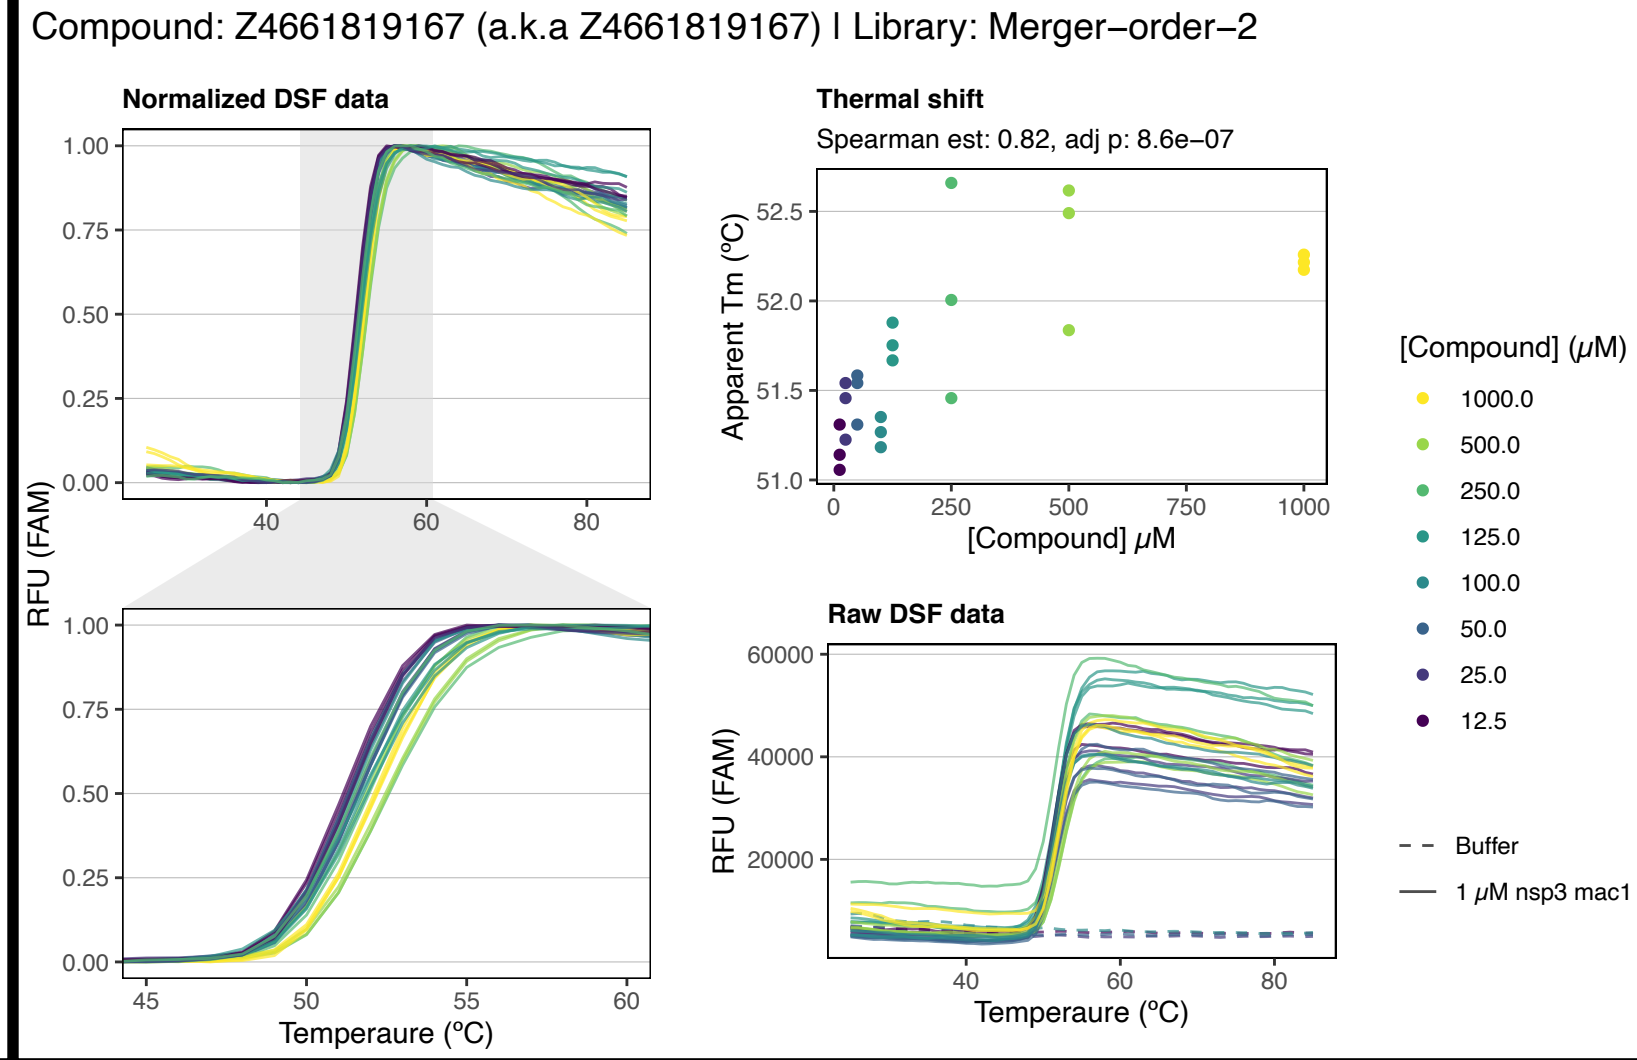 Compound: Z4661819167 (a.k.a Z4661819167) | Library: Merger−order−2
Normalized DSF data
1.00
0.75
0.50
0.25
0.00
40
60
80
RFU (FAM)
1.00
0.75
0.50
0.25
0.00
45
50
55
60
Temperaure (ºC)
Thermal shift
Spearman est: 0.82, adj p: 8.6e−07
Apparent Tm (ºC)
52.5
52.0
51.5
51.0
0
250
500
750
1000
[Compound] µM
Raw DSF data
RFU (FAM)
60000
40000
20000
40
60
80
Temperaure (ºC)
[Compound] (µM)
1000.0
500.0
250.0
125.0
100.0
50.0
25.0
12.5
Buffer
1 µM nsp3 mac1